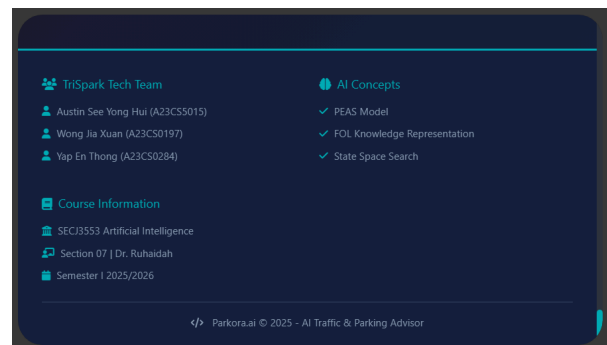 TriSpark Tech Team
Austin See Yong Hui (A23CS5015)
Wong Jia Xuan (A23CS0197)
Yap En Thong (A23CS0284)
AI Concepts
PEAS Model
FOL Knowledge Representation
State Space Search
Course Information
SECJ3553 Artificial Intelligence
Section 07 | Dr. Ruhaidah
Semester I 2025/2026
Parkora.ai © 2025 - AI Traffic & Parking Advisor